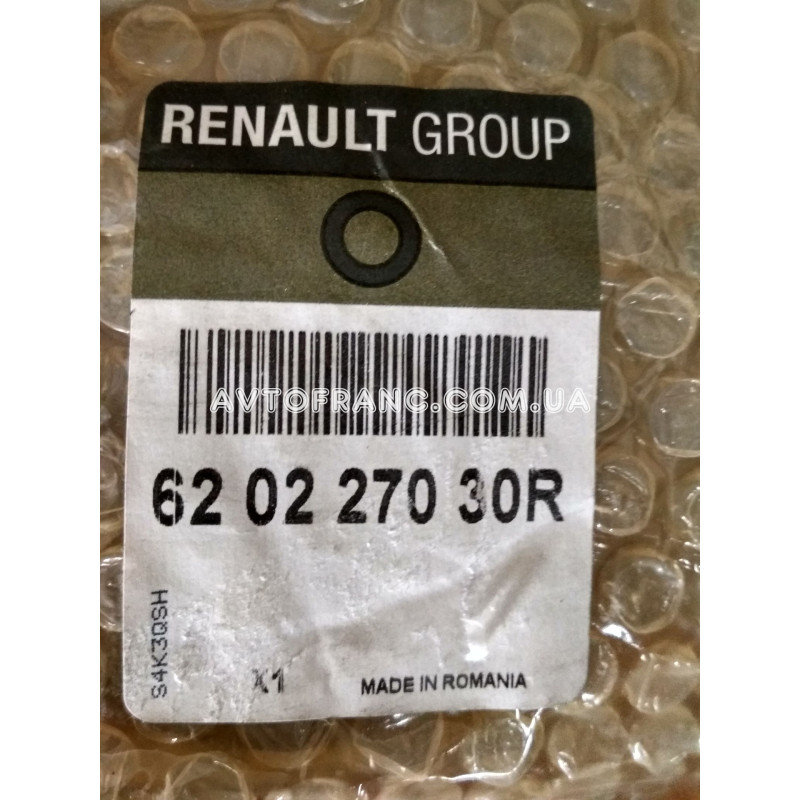 RENAULT GROUP
AVTOFRANC.COM.UA
62 02 270 30R
S4K3QSH
X1
MADE IN ROMANIA